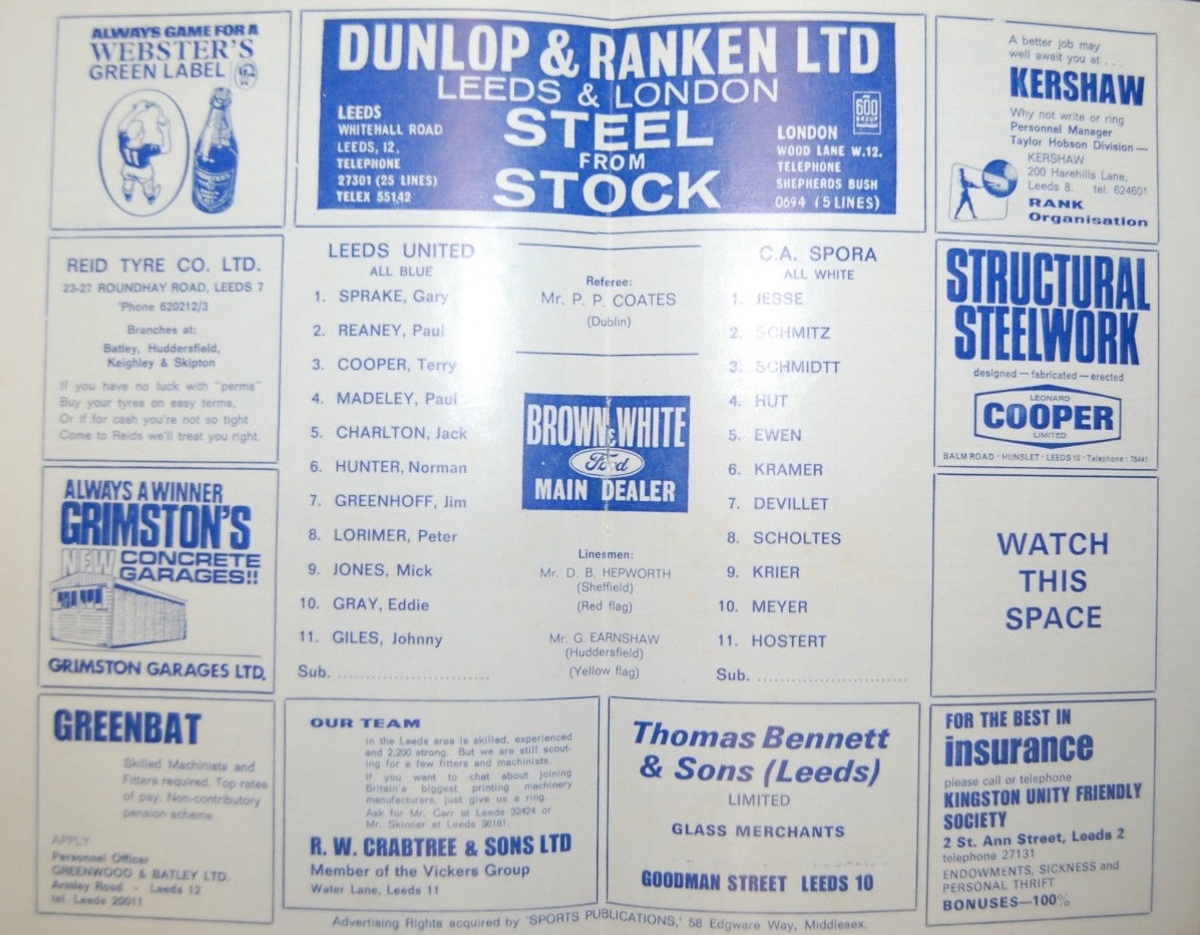 ALWAYS GAME FOR A
WEBSTER'S
GREEN LABEL
DUNLOP & RANKEN LTD
LEEDS & LONDON
STEEL
FROM
STOCK
LEEDS
WHITEHALL ROAD
LEEDS, 12,
TELEPHONE
27301 (25 LINES)
TELEX 55142
600
GROUP
LONDON
WOOD LANE W.12.
TELEPHONE
SHEPHERDS BUSH
0694 (5 LINES)
A better job may
well await you at . . .
KERSHAW
Why not write or ring
Personnel Manager
Taylor Hobson Division —
KERSHAW
200 Harehills Lane,
Leeds 8. tel. 624601
RANK
Organisation
REID TYRE CO. LTD.
23-27 ROUNDHAY ROAD, LEEDS 7
'Phone 620212/3
Branches at:
Batley, Huddersfield,
Keighley & Skipton
If you have no luck with "perms"
Buy your tyres on easy terms,
Or if for cash you're not so tight
Come to Reids we'll treat you right.
LEEDS UNITED
ALL BLUE
1. SPRAKE, Gary
2. REANEY, Paul
3. COOPER, Terry
4. MADELEY, Paul
5. CHARLTON, Jack
6. HUNTER, Norman
7. GREENHOFF, Jim
8. LORIMER, Peter
9. JONES, Mick
10. GRAY, Eddie
11. GILES, Johnny
Sub. ..............................
Referee:
Mr. P. P. COATES
(Dublin)
BROWN & WHITE
Ford
MAIN DEALER
Linesmen:
Mr. D. B. HEPWORTH
(Sheffield)
(Red flag)
Mr. G. EARNSHAW
(Huddersfield)
(Yellow flag)
C.A. SPORA
ALL WHITE
1. JESSE
2. SCHMITZ
3. SCHMIDTT
4. HUT
5. EWEN
6. KRAMER
7. DEVILLET
8. SCHOLTES
9. KRIER
10. MEYER
11. HOSTERT
Sub. ..............................
STRUCTURAL
STEELWORK
designed — fabricated — erected
LEONARD
COOPER
LIMITED
BALM ROAD · HUNSLET · LEEDS 10 · Telephone: 75441
ALWAYS A WINNER
GRIMSTON'S
NEW CONCRETE
GARAGES!!
GRIMSTON GARAGES LTD.
WATCH
THIS
SPACE
GREENBAT
Skilled Machinists and
Fitters required. Top rates
of pay. Non-contributory
pension scheme
APPLY
Personnel Officer
GREENWOOD & BATLEY LTD.
Armley Road - Leeds 12
tel. Leeds 20011
OUR TEAM
in the Leeds area is skilled, experienced
and 2,200 strong. But we are still scout-
ing for a few fitters and machinists.
If you want to chat about joining
Britain's biggest printing machinery
manufacturers, just give us a ring.
Ask for Mr. Carr at Leeds 32424 or
Mr. Skinner at Leeds 36181.
R. W. CRABTREE & SONS LTD
Member of the Vickers Group
Water Lane, Leeds 11
Thomas Bennett
& Sons (Leeds)
LIMITED
GLASS MERCHANTS
GOODMAN STREET LEEDS 10
FOR THE BEST IN
insurance
please call or telephone
KINGSTON UNITY FRIENDLY
SOCIETY
2 St. Ann Street, Leeds 2
telephone 27131
ENDOWMENTS, SICKNESS and
PERSONAL THRIFT
BONUSES—100%
Advertising Rights acquired by 'SPORTS PUBLICATIONS,' 58 Edgware Way, Middlesex.